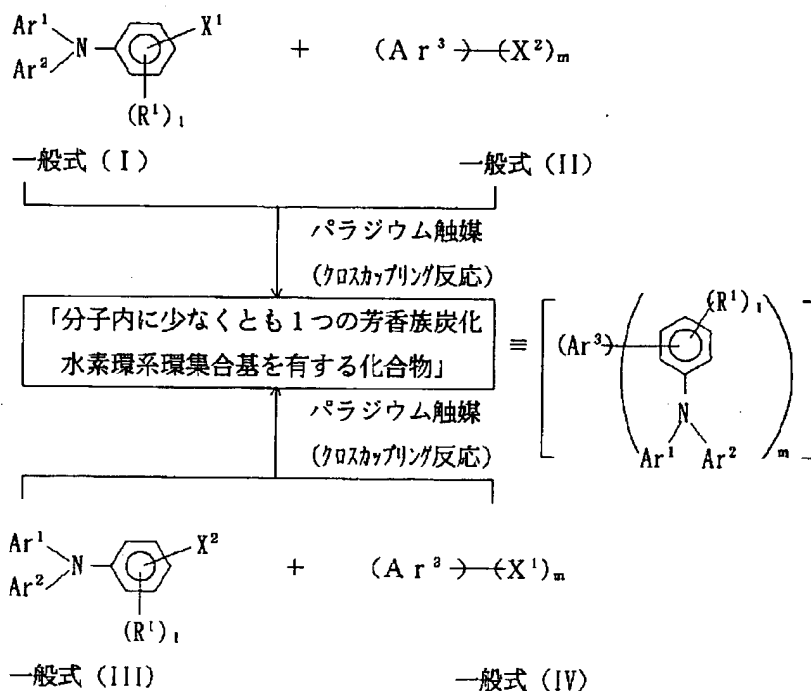 Ar¹ Ar² N X¹ (R¹)₁ + (Ar³)(X²)ₘ
一般式 (I) 一般式 (II)
パラジウム触媒
(クロスカップリング反応)
「分子内に少なくとも1つの芳香族炭化
水素環系環集合基を有する化合物」
≡ (Ar³) (R¹)₁ N Ar¹ Ar² m
パラジウム触媒
(クロスカップリング反応)
Ar¹ Ar² N X² (R¹)₁ + (Ar³)(X¹)ₘ
一般式 (III) 一般式 (IV)